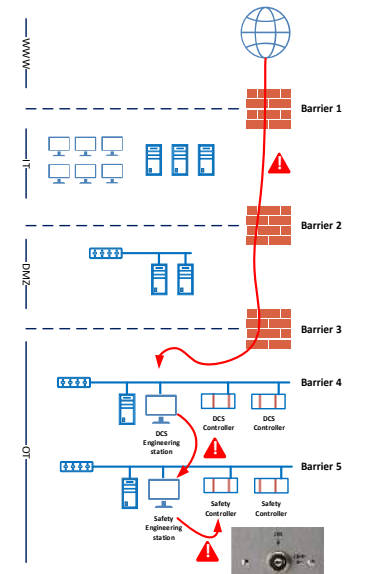 WWW
Barrier 1
IT
Barrier 2
DMZ
Barrier 3
OT
Barrier 4
DCS
Engineering
station
DCS
Controller
DCS
Controller
Barrier 5
Safety
Engineering
station
Safety
Controller
Safety
Controller